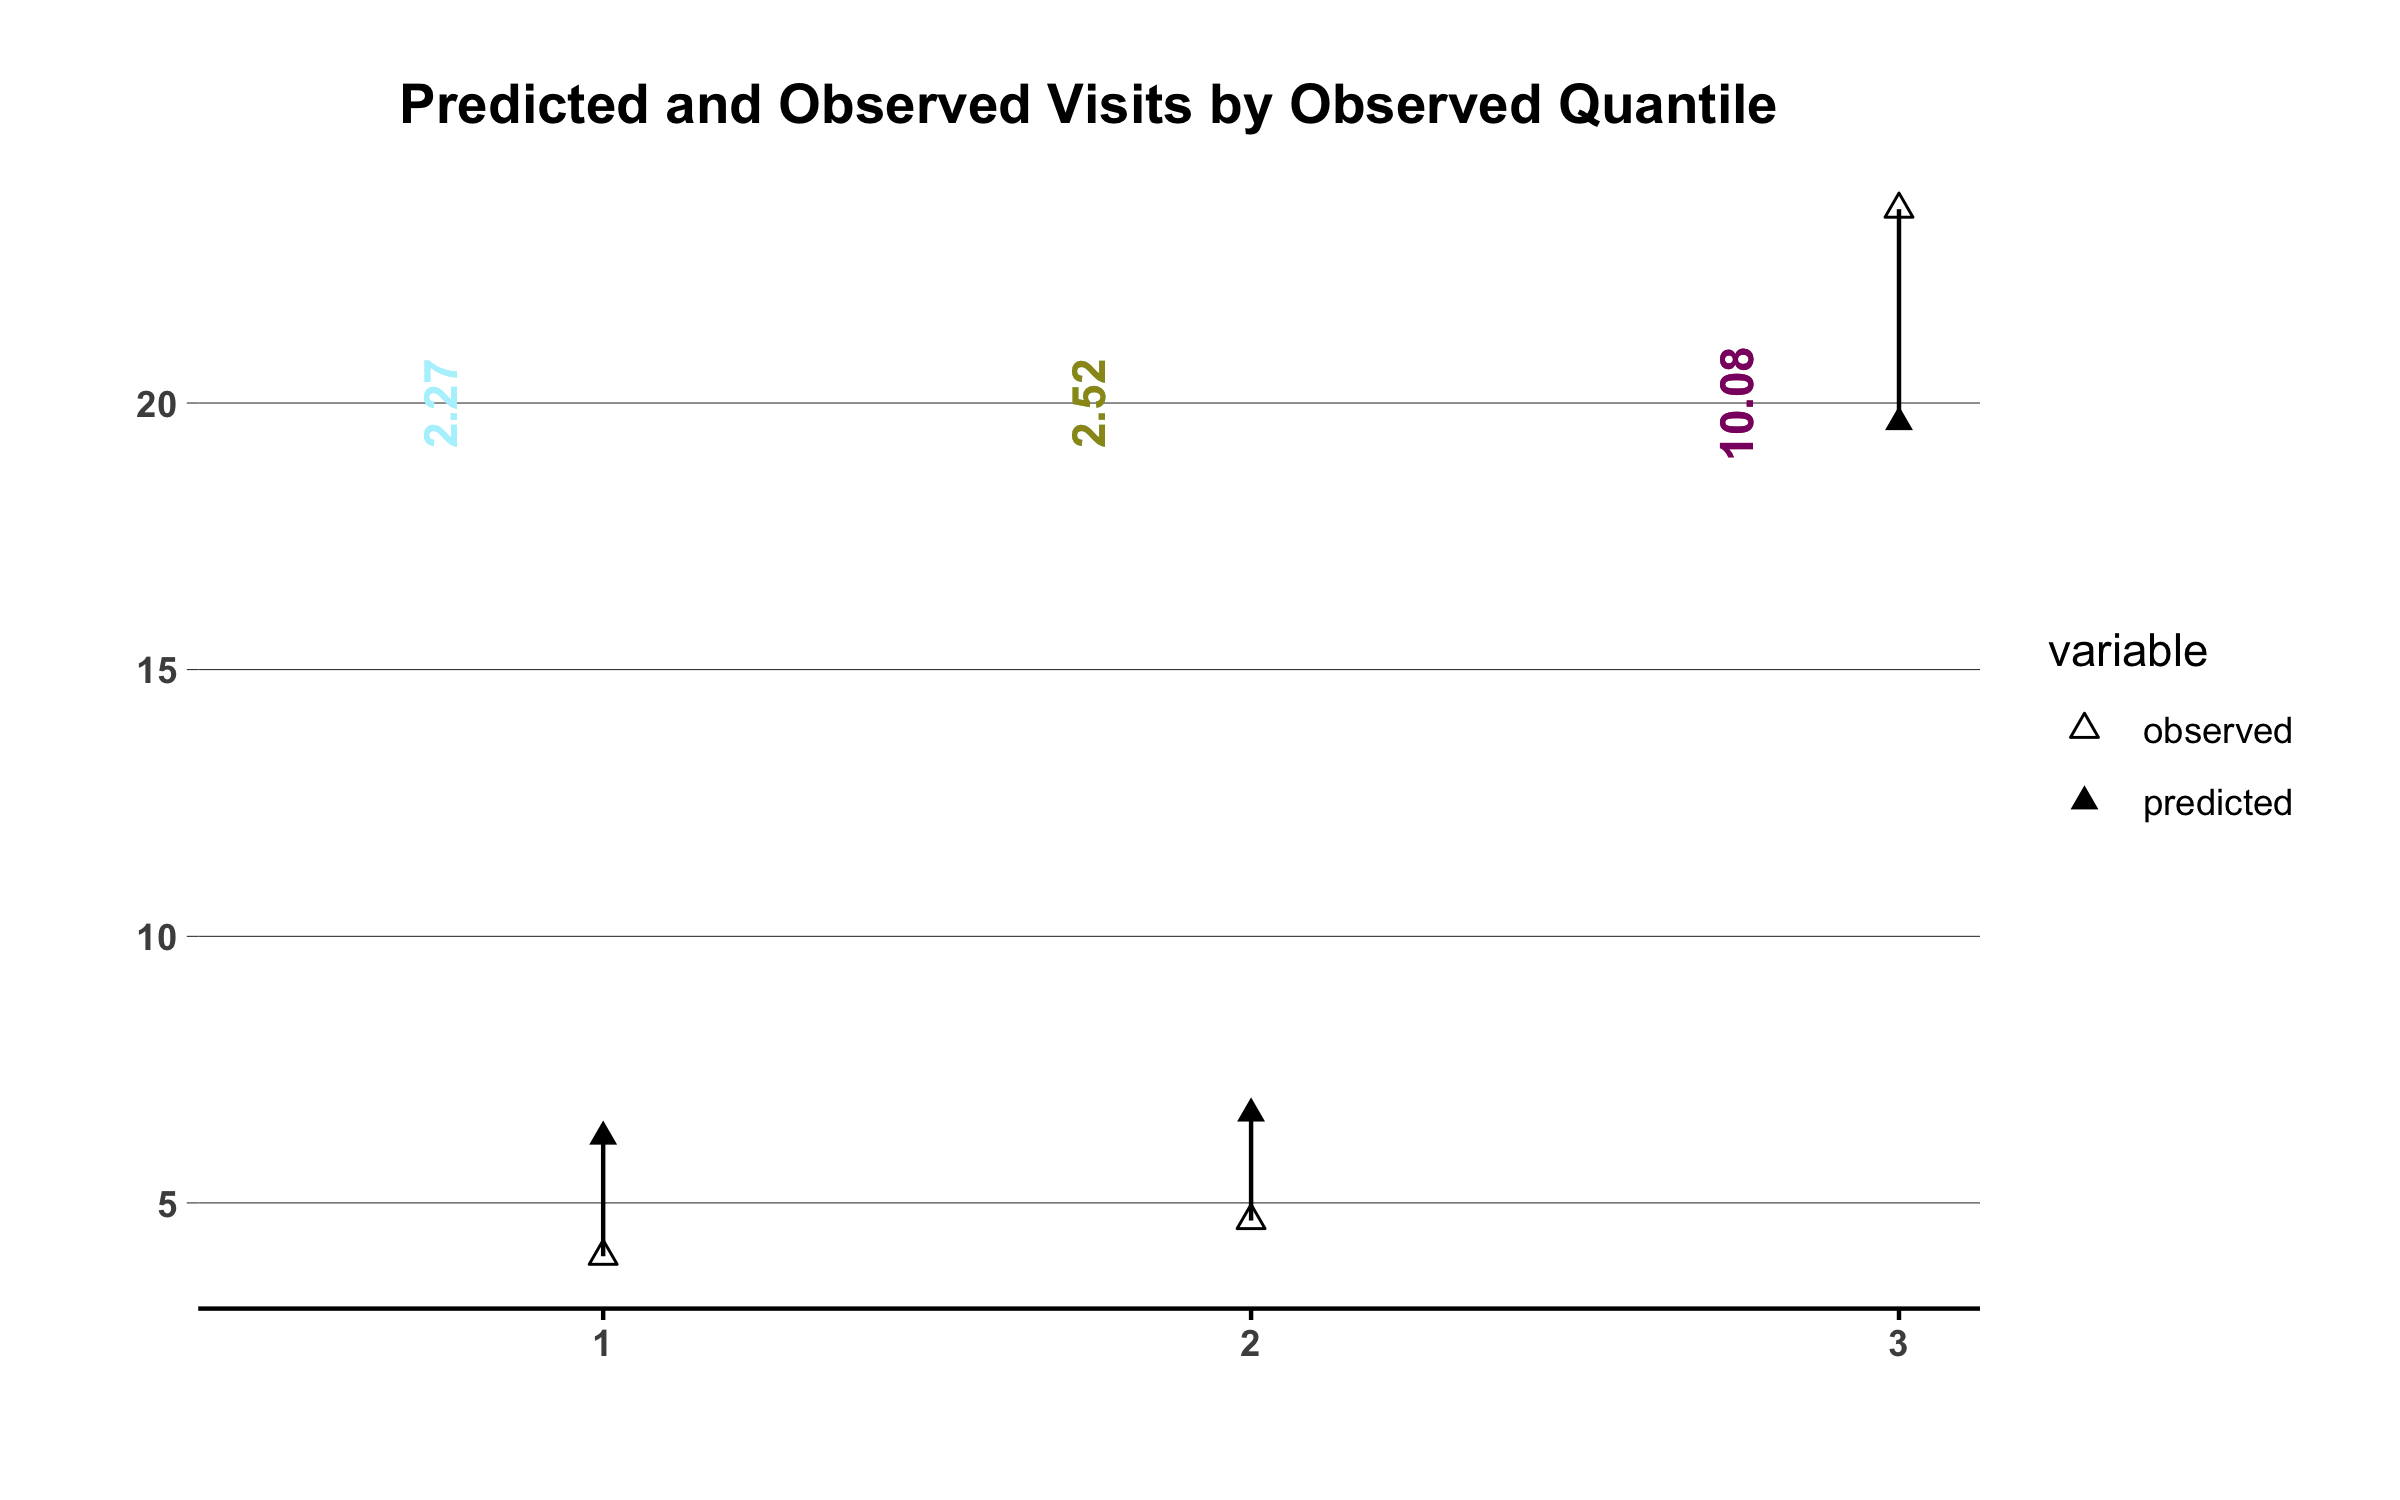 Predicted and Observed Visits by Observed Quantile
20
15
10
5
2.27
2.52
10.08
1
2
3
variable
observed
predicted